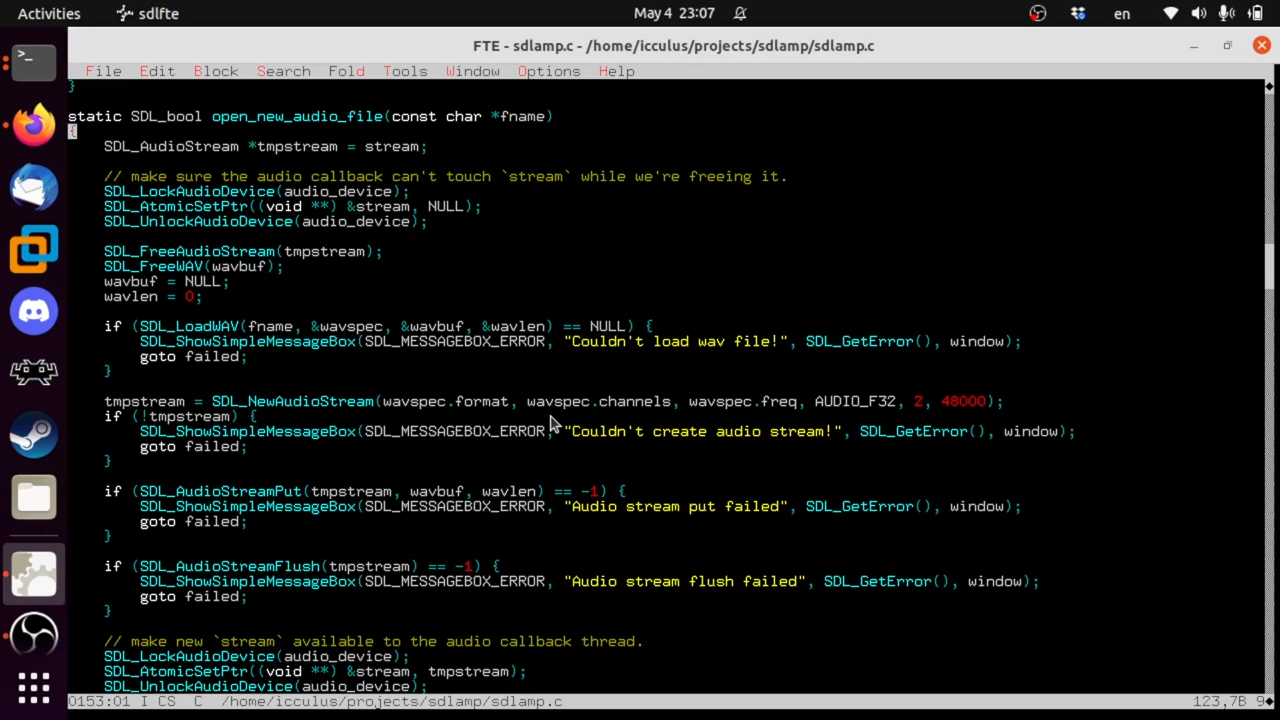 Activities
sdlfte
May 4 23:07
en
FTE - sdlamp.c - /home/icculus/projects/sdlamp/sdlamp.c
File Edit Block Search Fold Tools Window Options Help
}
static SDL_bool open_new_audio_file(const char *fname)
{
SDL_AudioStream *tmpstream = stream;
// make sure the audio callback can't touch `stream` while we're freeing it.
SDL_LockAudioDevice(audio_device);
SDL_AtomicSetPtr((void **) &stream, NULL);
SDL_UnlockAudioDevice(audio_device);
SDL_FreeAudioStream(tmpstream);
SDL_FreeWAV(wavbuf);
wavbuf = NULL;
wavlen = 0;
if (SDL_LoadWAV(fname, &wavspec, &wavbuf, &wavlen) == NULL) {
SDL_ShowSimpleMessageBox(SDL_MESSAGEBOX_ERROR, "Couldn't load wav file!", SDL_GetError(), window);
goto failed;
}
tmpstream = SDL_NewAudioStream(wavspec.format, wavspec.channels, wavspec.freq, AUDIO_F32, 2, 48000);
if (!tmpstream) {
SDL_ShowSimpleMessageBox(SDL_MESSAGEBOX_ERROR, "Couldn't create audio stream!", SDL_GetError(), window);
goto failed;
}
if (SDL_AudioStreamPut(tmpstream, wavbuf, wavlen) == -1) {
SDL_ShowSimpleMessageBox(SDL_MESSAGEBOX_ERROR, "Audio stream put failed", SDL_GetError(), window);
goto failed;
}
if (SDL_AudioStreamFlush(tmpstream) == -1) {
SDL_ShowSimpleMessageBox(SDL_MESSAGEBOX_ERROR, "Audio stream flush failed", SDL_GetError(), window);
goto failed;
}
// make new `stream` available to the audio callback thread.
SDL_LockAudioDevice(audio_device);
SDL_AtomicSetPtr((void **) &stream, tmpstream);
SDL_UnlockAudioDevice(audio_device);
0153:01 I CS C /home/icculus/projects/sdlamp/sdlamp.c 123,7B 9